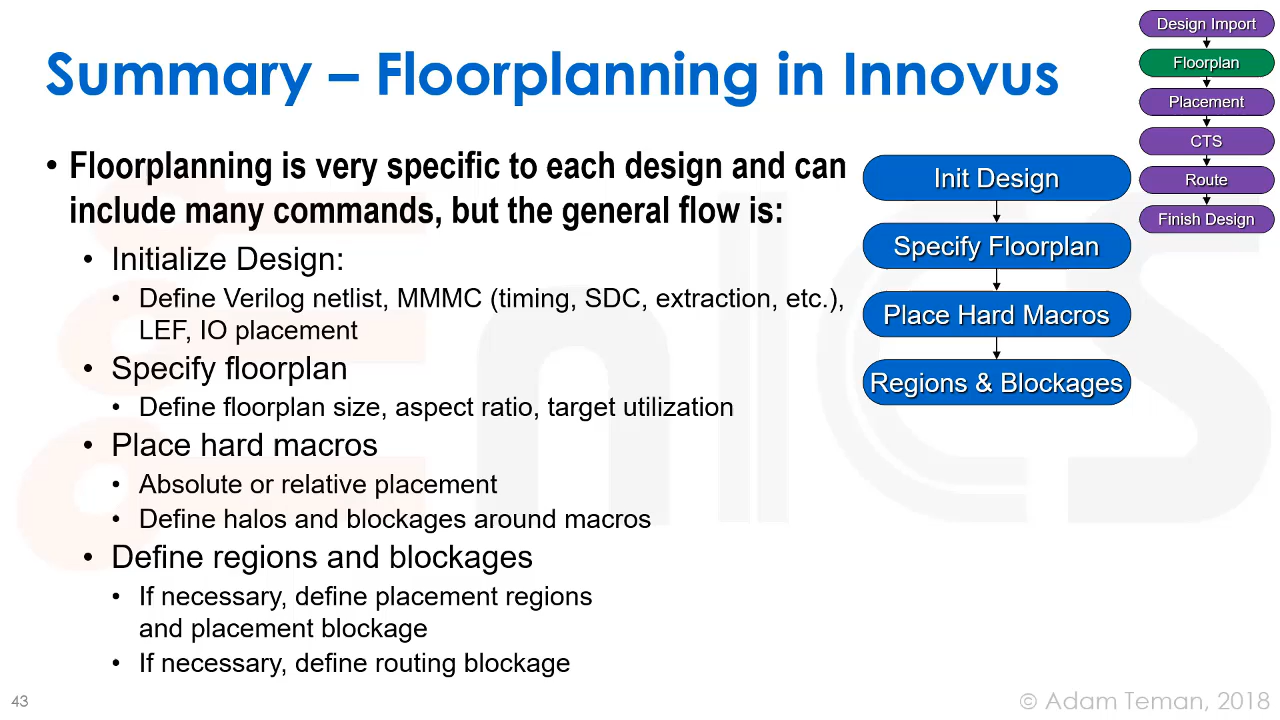 Summary – Floorplanning in Innovus
• Floorplanning is very specific to each design and can
include many commands, but the general flow is:
• Initialize Design:
• Define Verilog netlist, MMMC (timing, SDC, extraction, etc.),
LEF, IO placement
• Specify floorplan
• Define floorplan size, aspect ratio, target utilization
• Place hard macros
• Absolute or relative placement
• Define halos and blockages around macros
• Define regions and blockages
• If necessary, define placement regions
and placement blockage
• If necessary, define routing blockage
Init Design
Specify Floorplan
Place Hard Macros
Regions & Blockages
Design Import
Floorplan
Placement
CTS
Route
Finish Design
EnICS
43
© Adam Teman, 2018